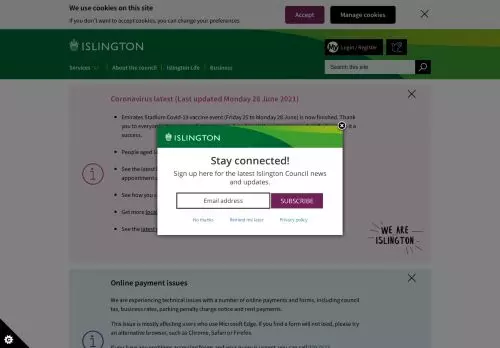 We use cookies on this site
If you don't want to accept cookies, you can change your preferences
Accept
Manage cookies
ISLINGTON
My Login / Register
Services
About the council
Islington Life
Business
Search this site
Coronavirus latest (Last updated Monday 28 June 2021)
Emirates Stadium Covid-19 vaccine event (Friday 25 to Monday 28 June) is now finished. Thank
you to everyone
success.
People aged
appointment
See the latest
See how you
Get more local
See the latest
WE ARE
ISLINGTON
ISLINGTON
Stay connected!
Sign up here for the latest Islington Council news
and updates.
Email address
SUBSCRIBE
No thanks
Remind me later
Privacy policy
Online payment issues
We are experiencing technical issues with a number of online payments and forms, including council
tax, business rates, parking penalty charge notice and rent payments.
This issue is mostly affecting users who use Microsoft Edge. If you find a form will not load, please try
an alternative browser, such as Chrome, Safari or Firefox.